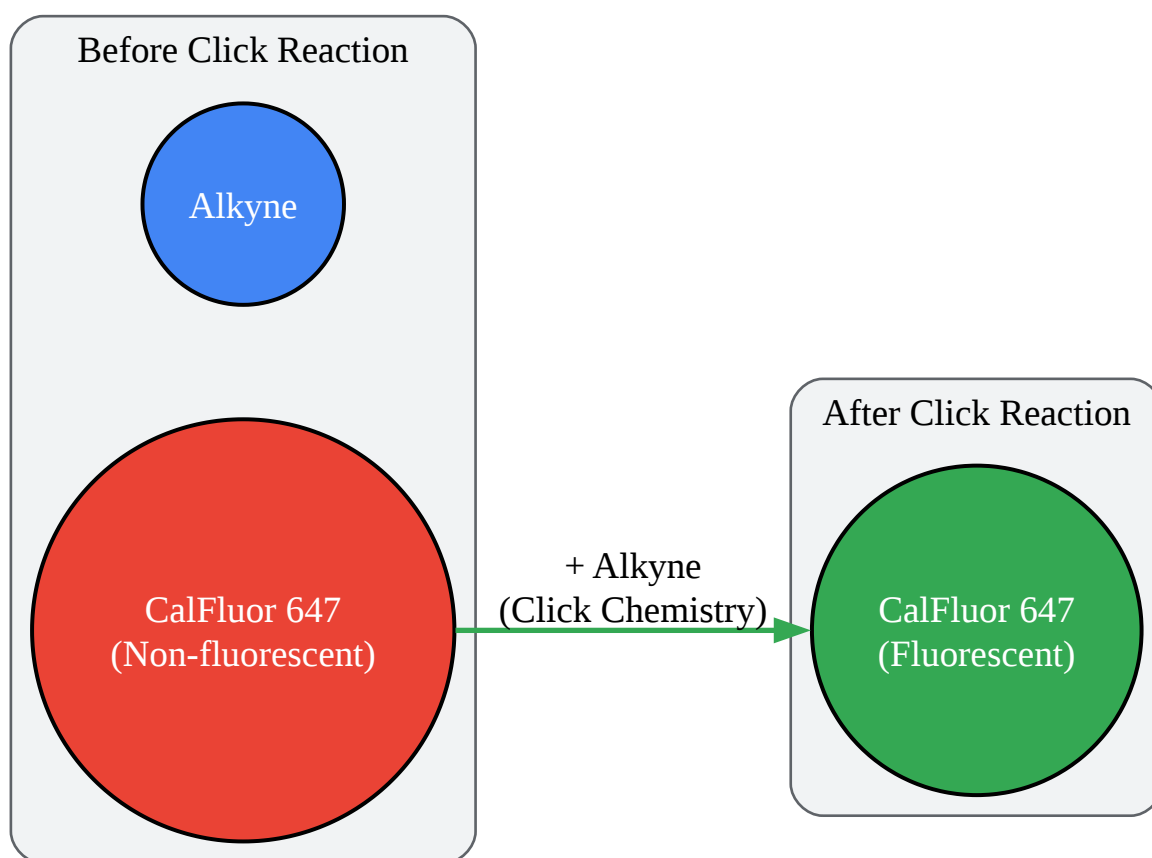 Before Click Reaction
Alkyne
CalFluor 647
(Non-fluorescent)
+ Alkyne
(Click Chemistry)
After Click Reaction
CalFluor 647
(Fluorescent)